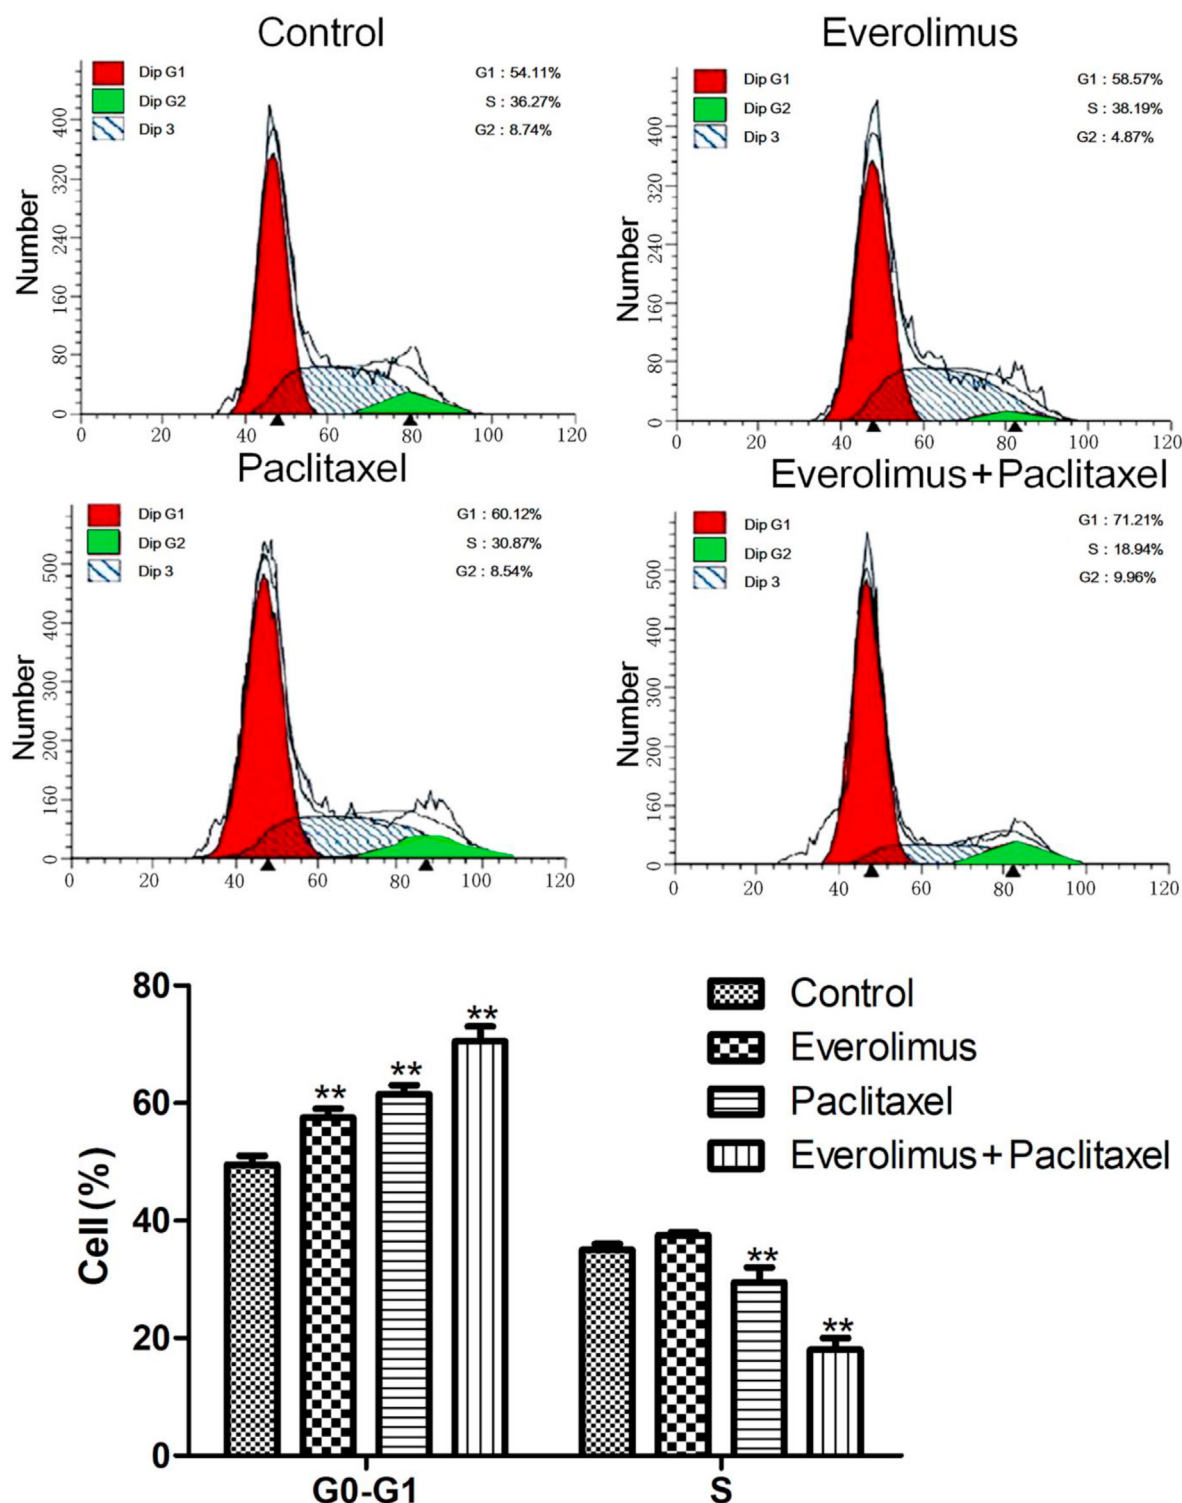 Control
Dip G1
Dip G2
Dip 3
G1 : 54.11%
S : 36.27%
G2 : 8.74%
Number
400
320
240
160
80
0
0 20 40 60 80 100 120
Everolimus
Dip G1
Dip G2
Dip 3
G1 : 58.57%
S : 38.19%
G2 : 4.87%
Number
400
320
240
160
80
0
0 20 40 60 80 100 120
Paclitaxel
Dip G1
Dip G2
Dip 3
G1 : 60.12%
S : 30.87%
G2 : 8.54%
Number
500
400
300
200
160
0
0 20 40 60 80 100 120
Everolimus+Paclitaxel
Dip G1
Dip G2
Dip 3
G1 : 71.21%
S : 18.94%
G2 : 9.96%
Number
500
400
300
200
160
0
0 20 40 60 80 100 120
Cell (%)
80
60
40
20
0
** ** **
** **
G0-G1 S
Control
Everolimus
Paclitaxel
Everolimus+Paclitaxel